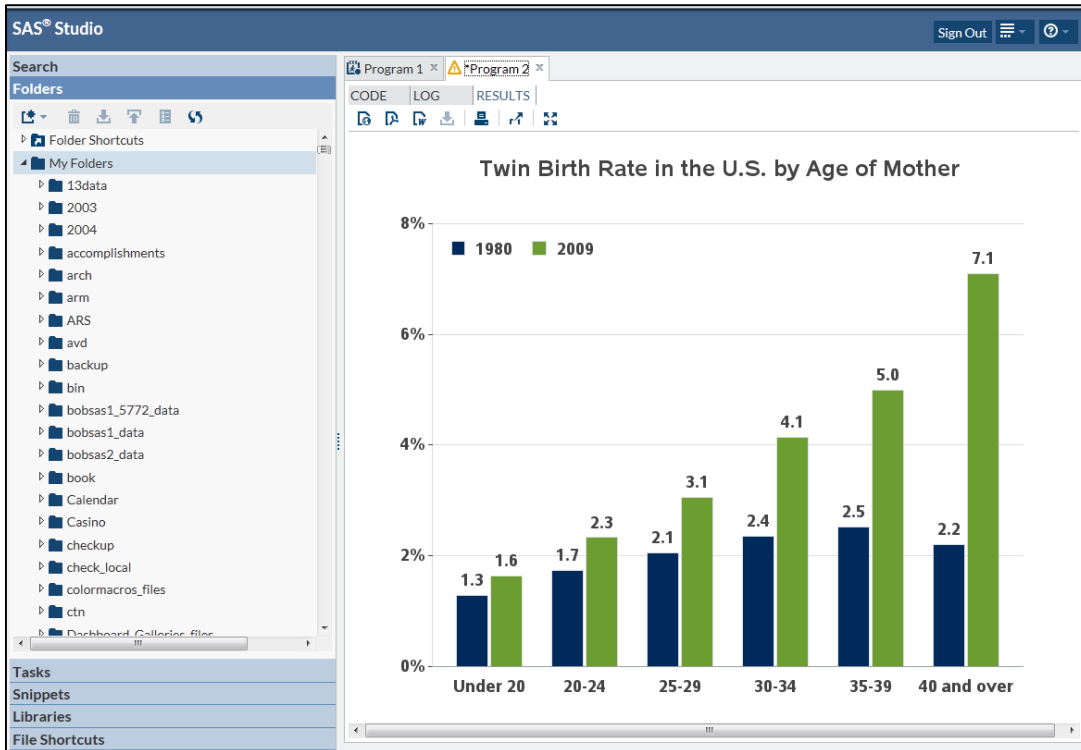 SAS® Studio
Sign Out
Search
Folders
Folder Shortcuts
My Folders
13data
2003
2004
accomplishments
arch
arm
ARS
avd
backup
bin
bobsas1_5772_data
bobsas1_data
bobsas2_data
book
Calendar
Casino
checkup
check_local
colormacros_files
ctn
Dashboard_Galleries_files
Tasks
Snippets
Libraries
File Shortcuts
Program 1
*Program 2
CODE LOG RESULTS
Twin Birth Rate in the U.S. by Age of Mother
1980 2009
8%
6%
4%
2%
0%
1.3 1.6 1.7 2.3 2.1 3.1 2.4 4.1 2.5 5.0 2.2 7.1
Under 20 20-24 25-29 30-34 35-39 40 and over